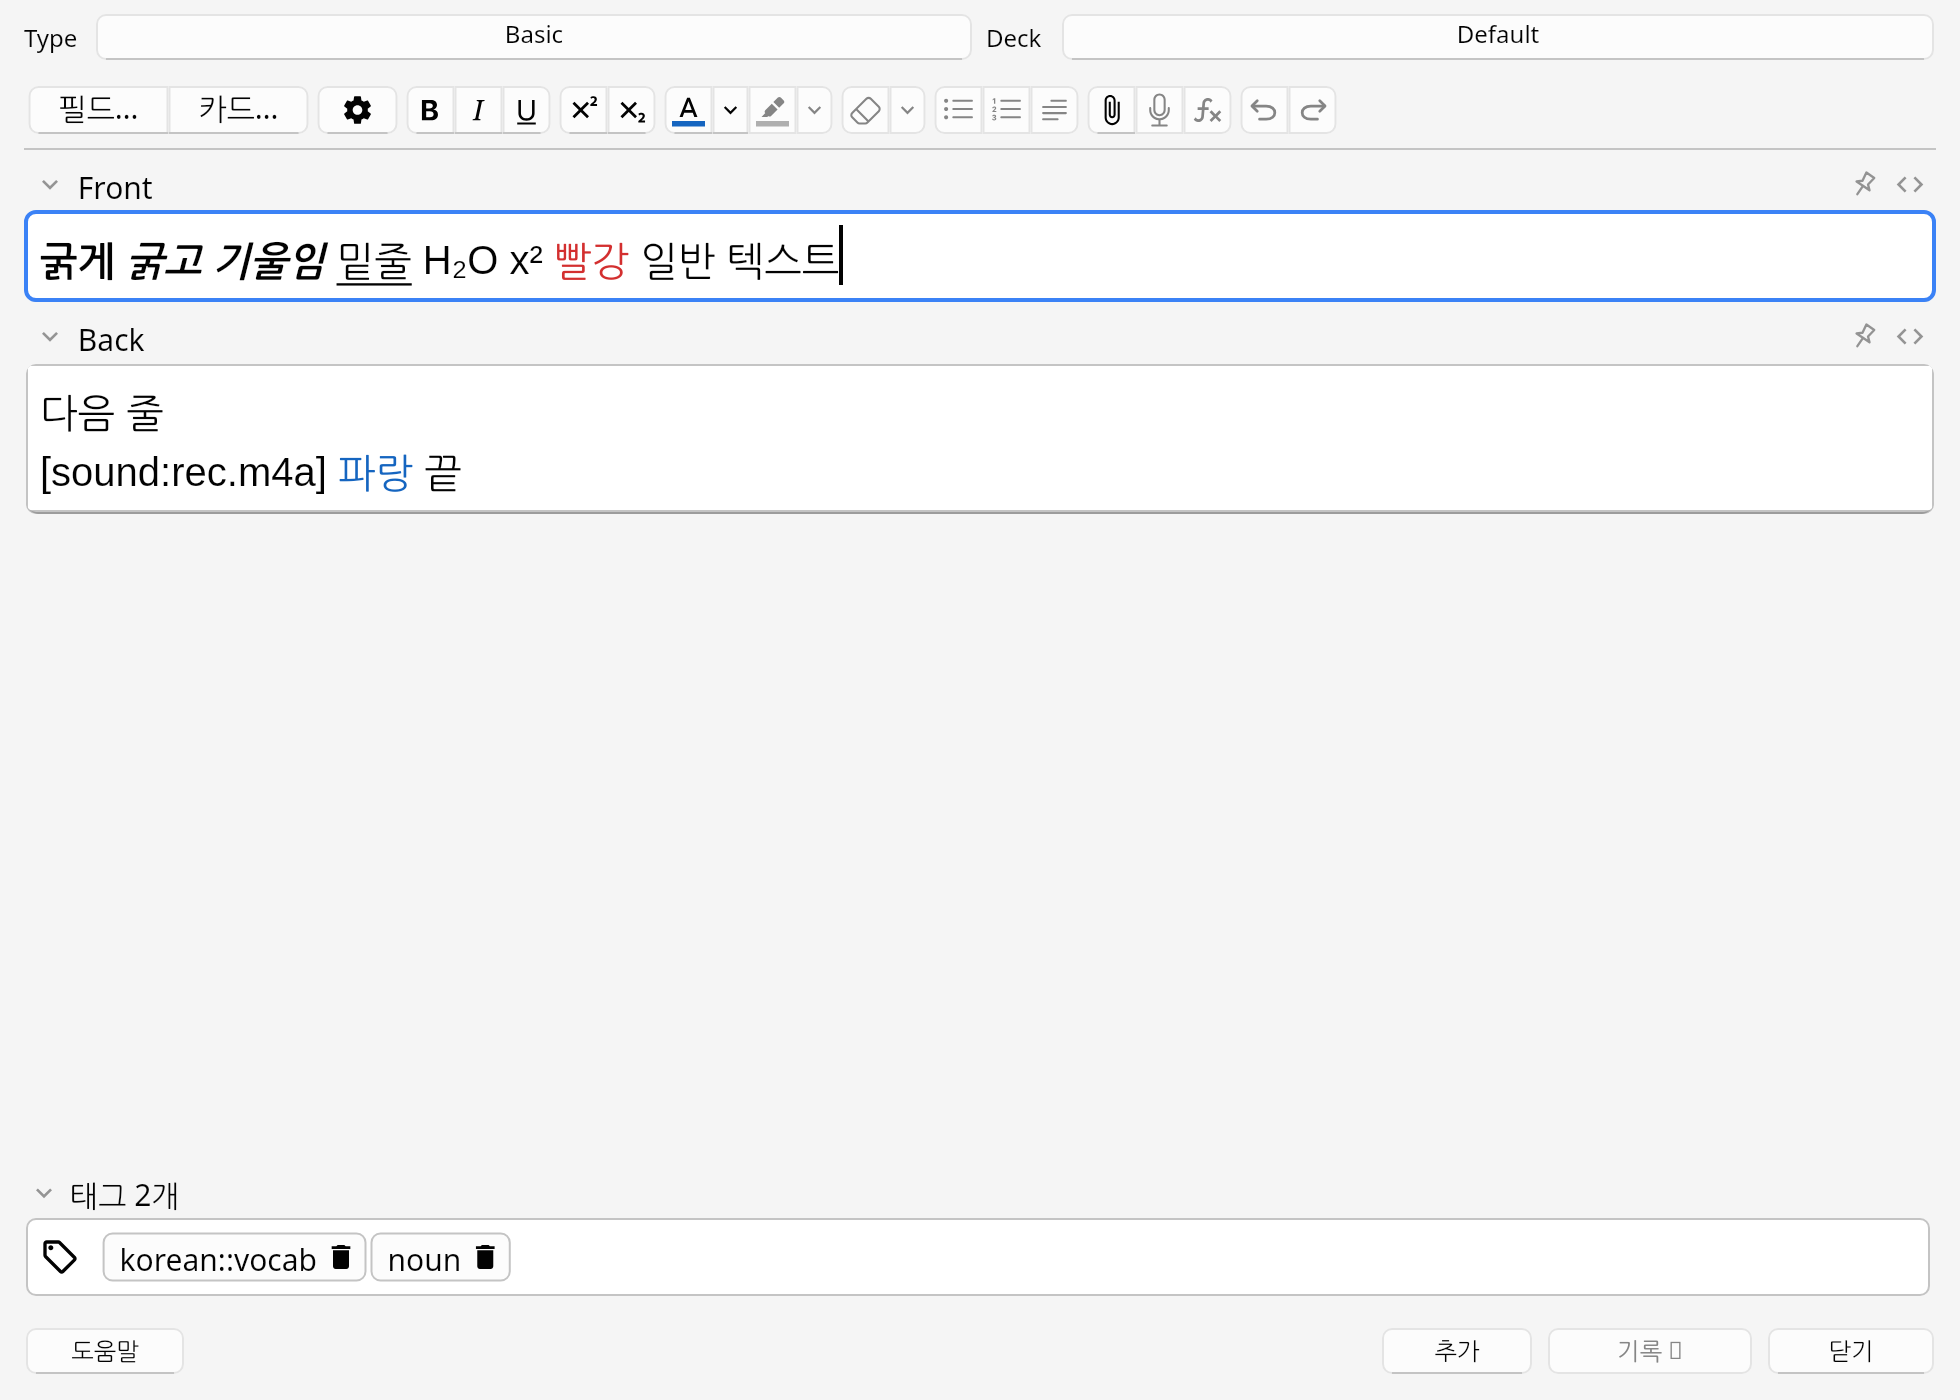 Type Basic Deck Default
필드... 카드... B I U
Front
굵게 굵고 기울임 밑줄 H₂O x² 빨강 일반 텍스트
Back
다음 줄
[sound:rec.m4a] 파랑 끝
태그 2개
korean::vocab noun
도움말 추가 기록 닫기